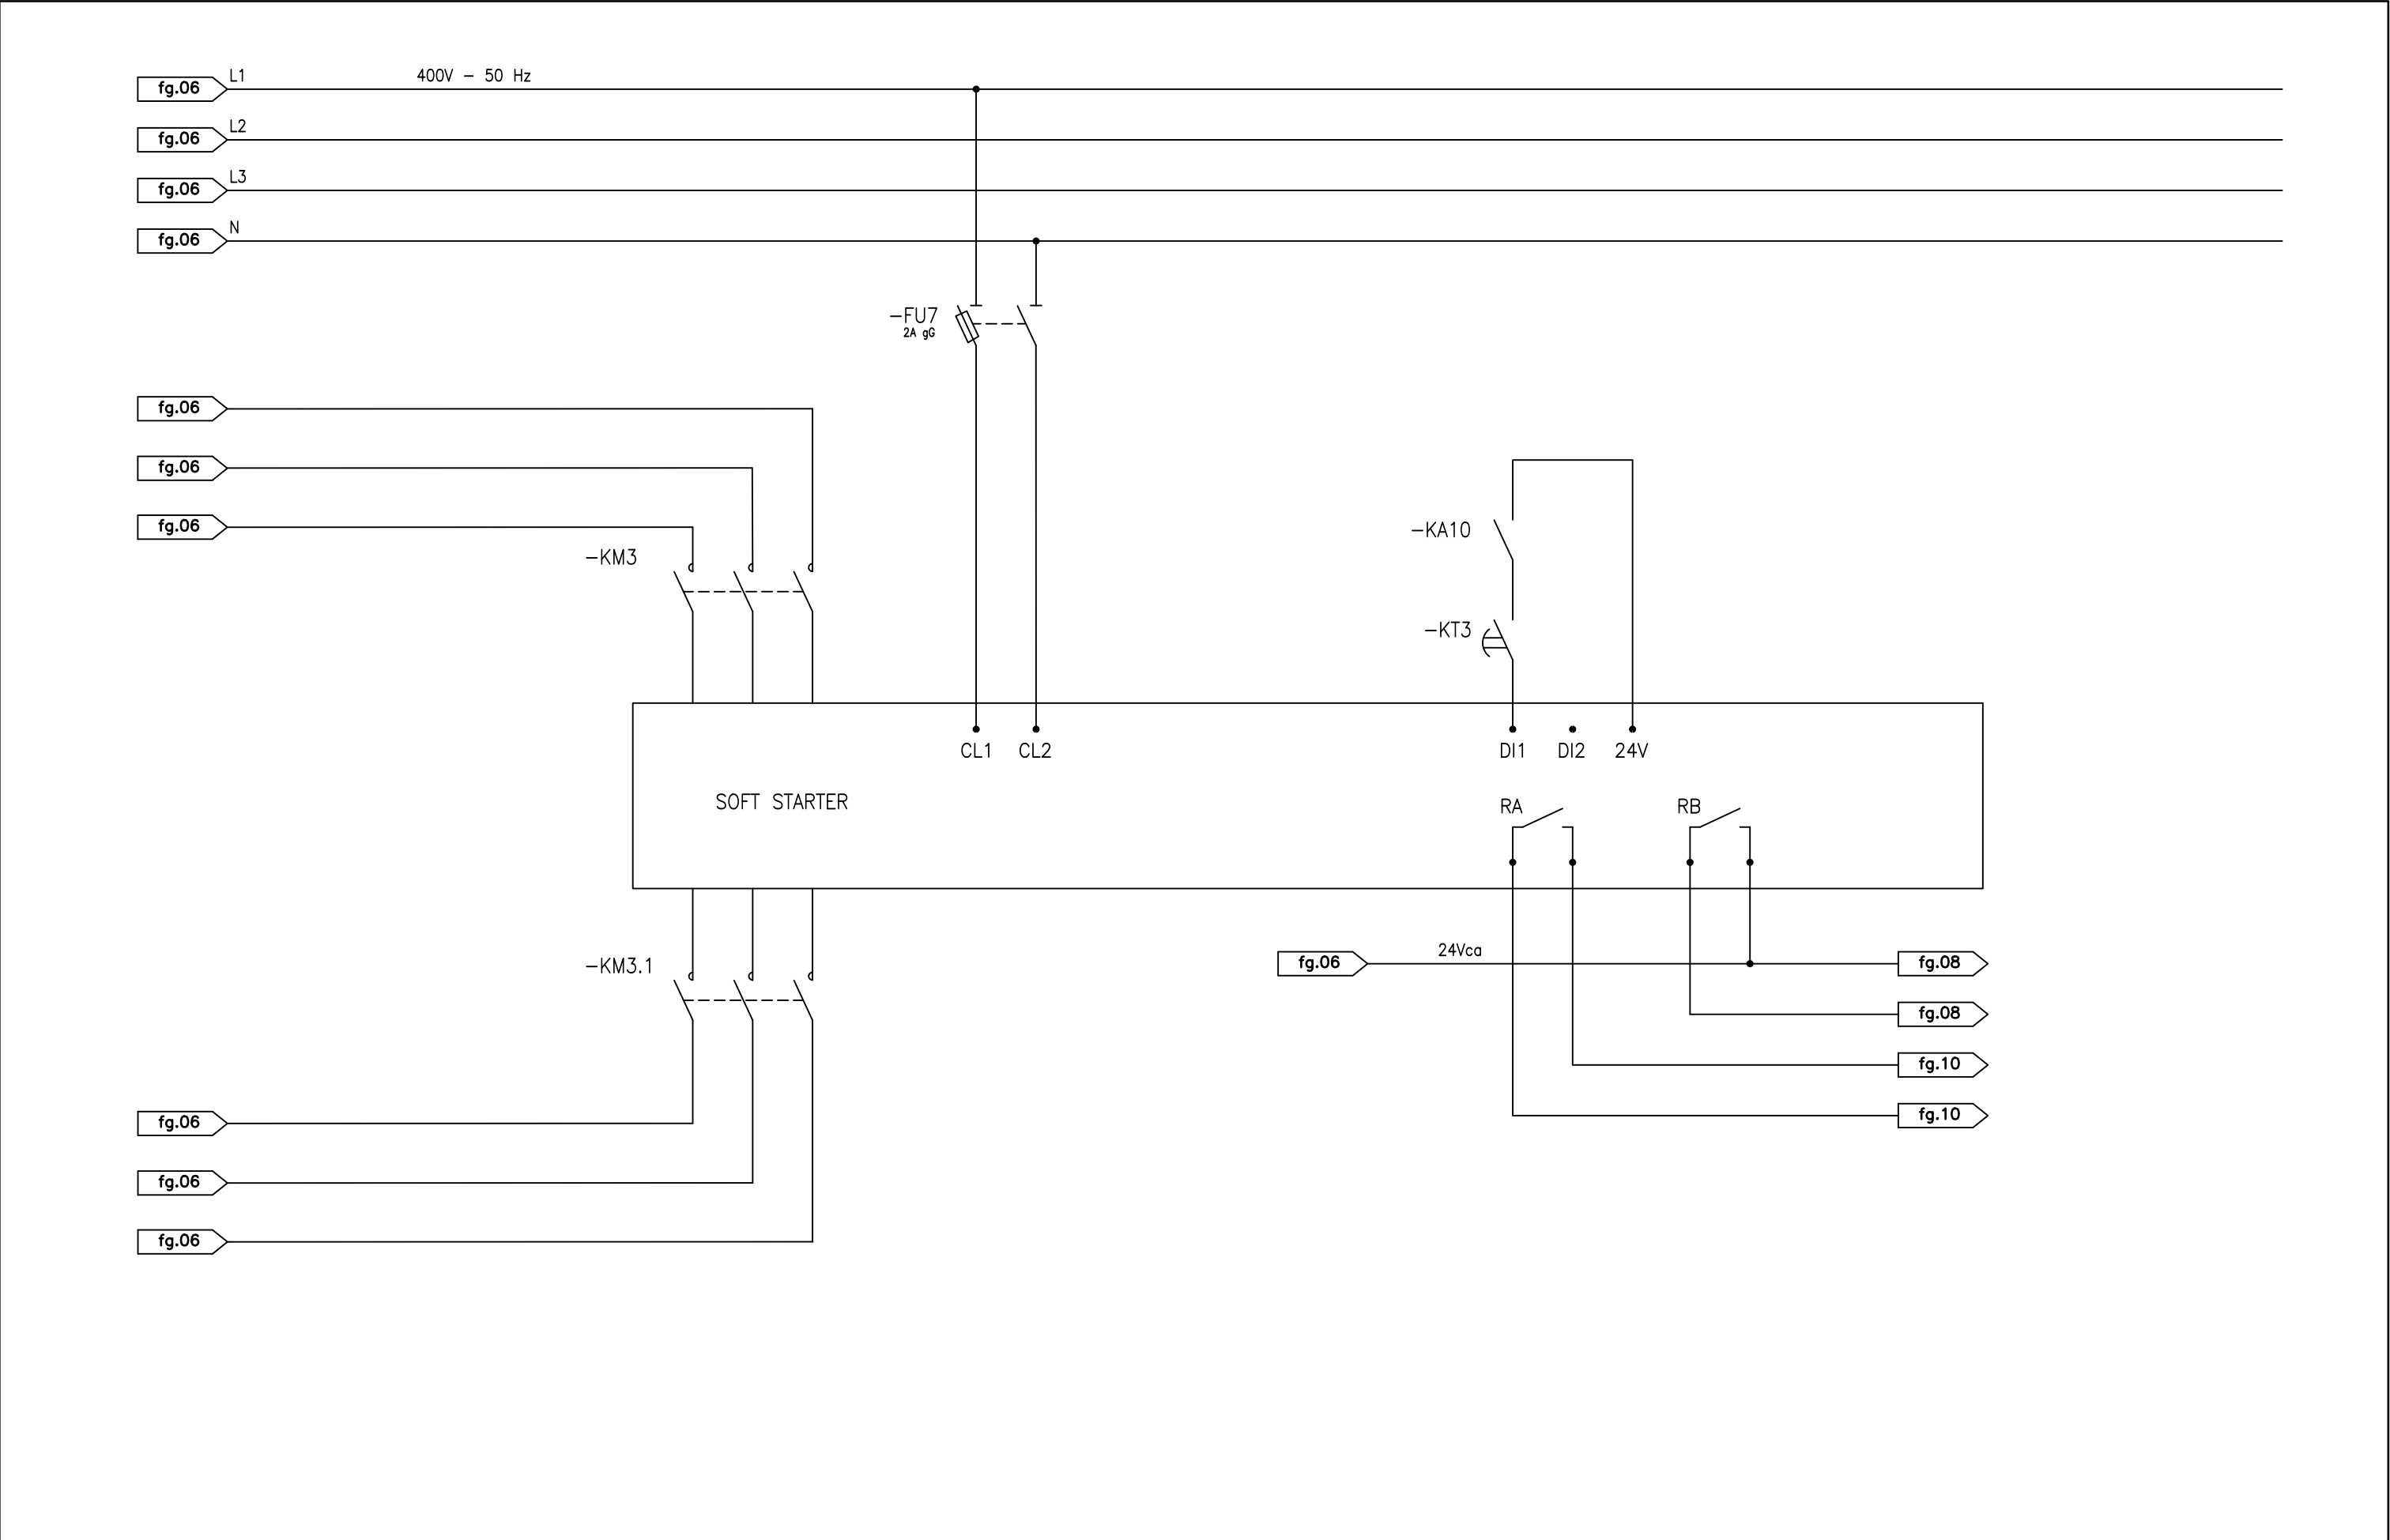 L1 400V – 50 Hz
fg.06
L2
fg.06
L3
fg.06
N
fg.06
–FU7
2A gG
fg.06
fg.06
fg.06
–KM3
–KA10
–KT3
CL1 CL2 DI1 DI2 24V
SOFT STARTER
RA RB
–KM3.1
24Vca
fg.06 fg.08
fg.08
fg.10
fg.10
fg.06
fg.06
fg.06